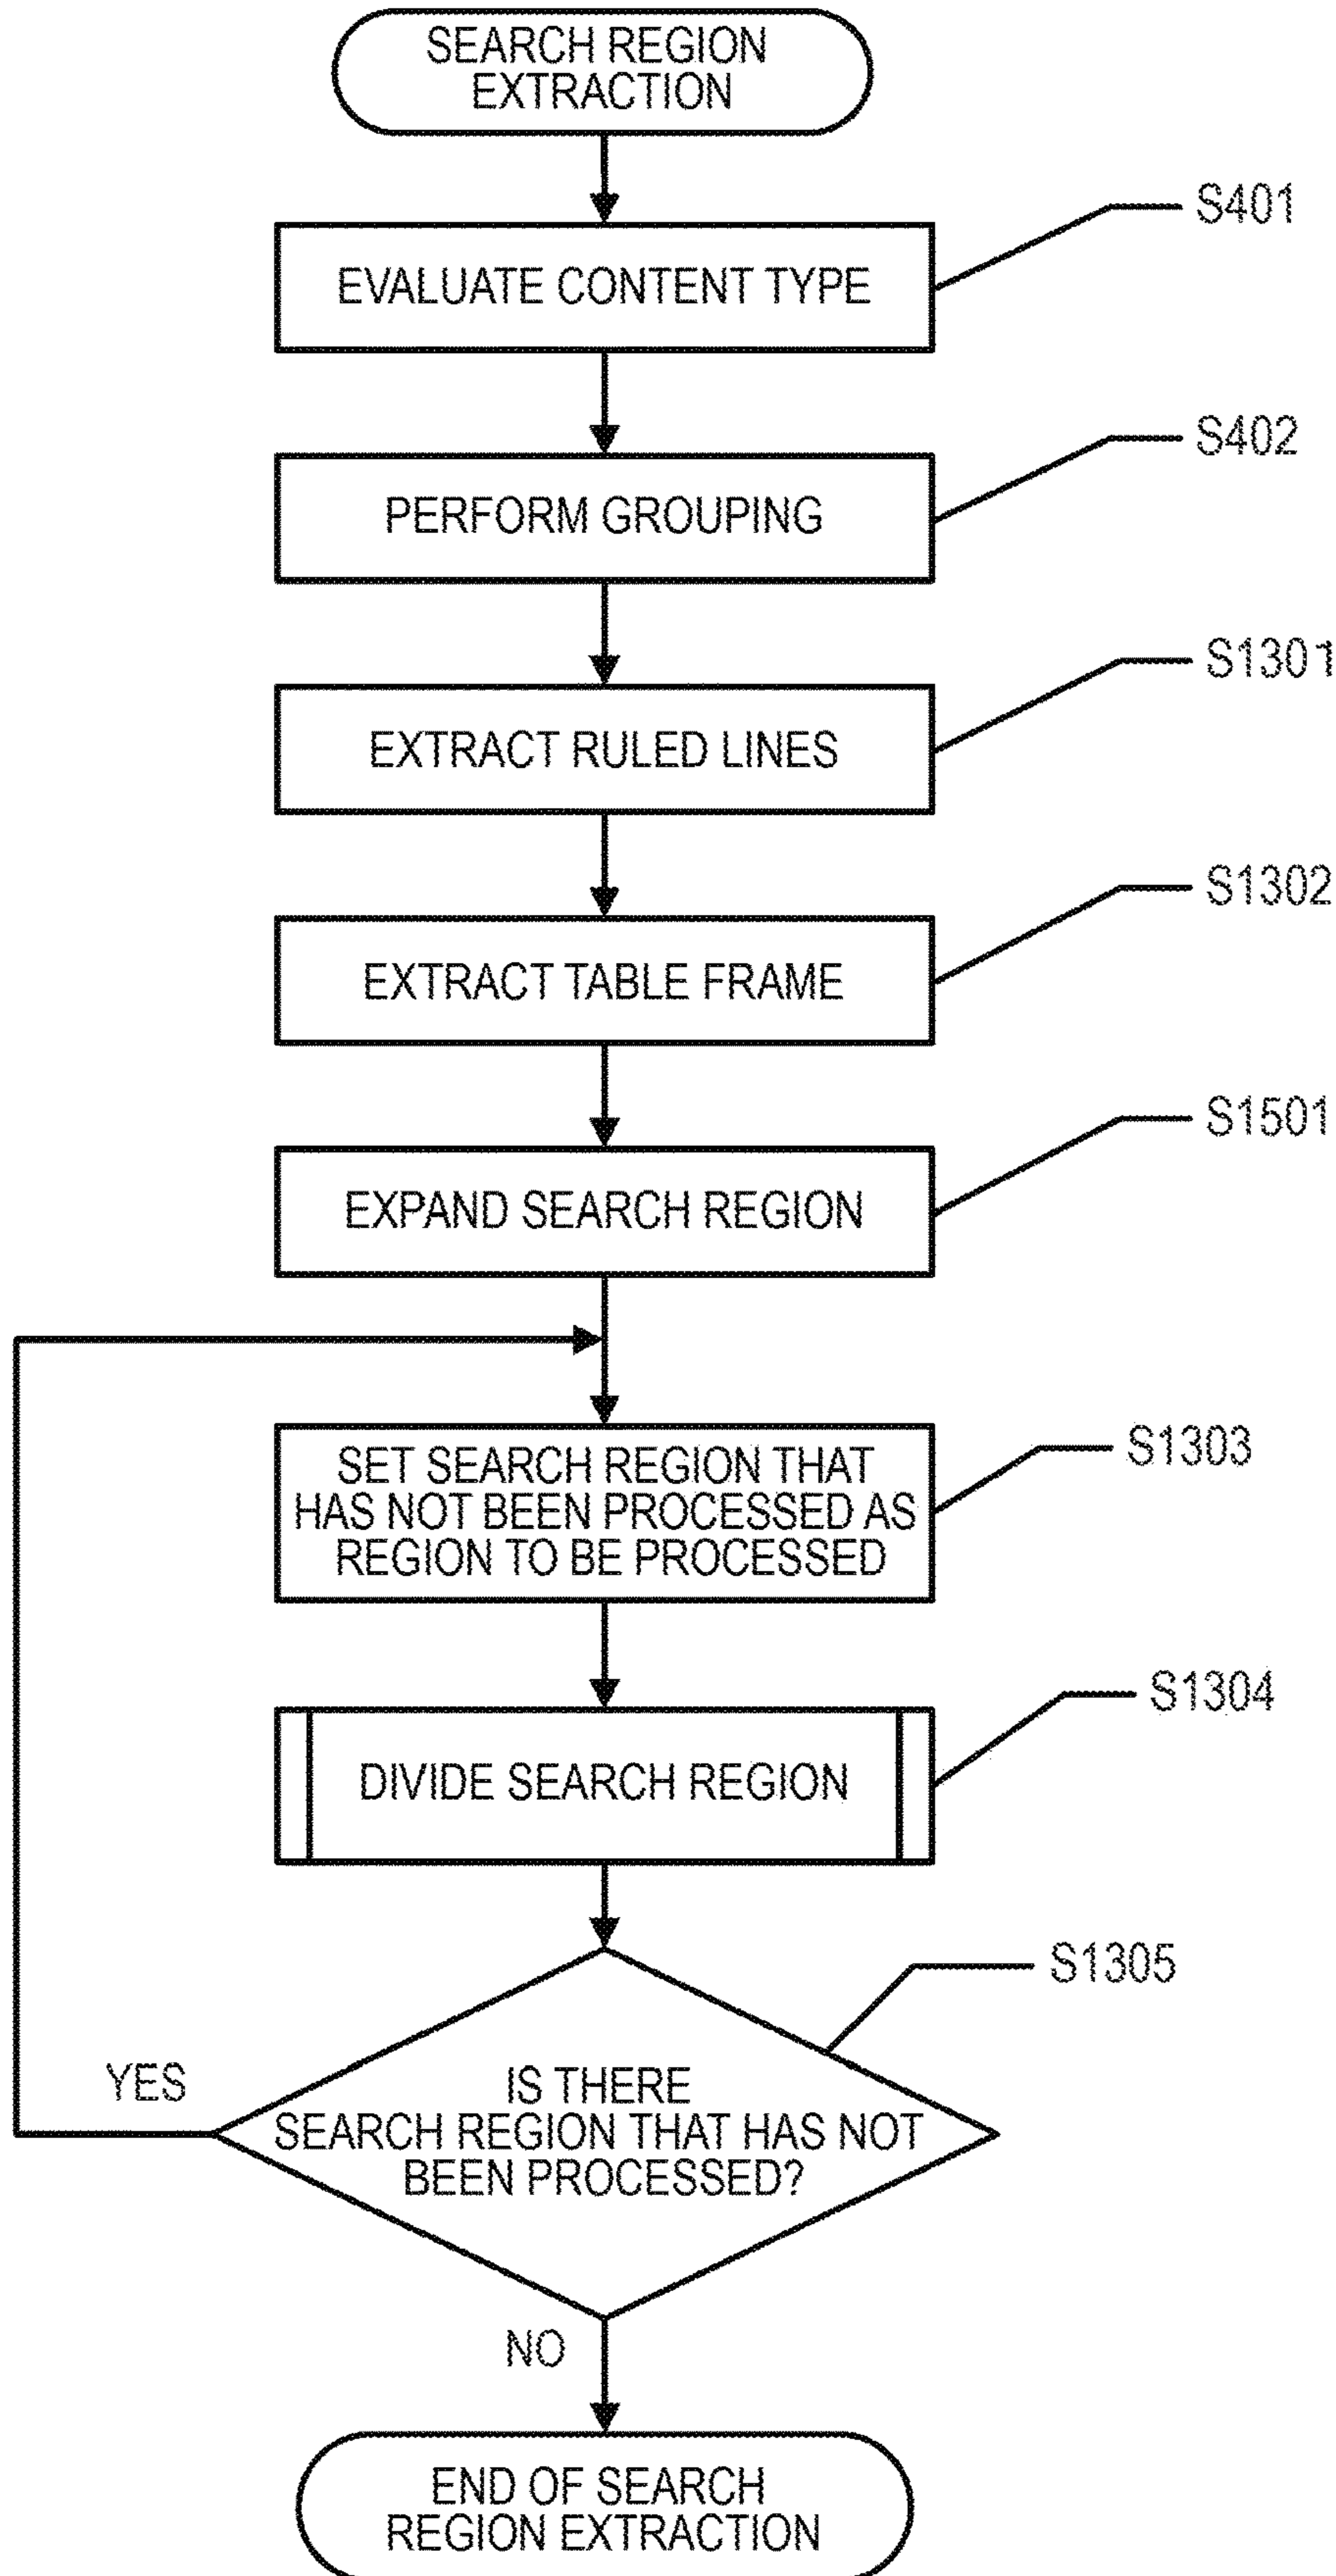 SEARCH REGION
EXTRACTION
S401
EVALUATE CONTENT TYPE
S402
PERFORM GROUPING
S1301
EXTRACT RULED LINES
S1302
EXTRACT TABLE FRAME
S1501
EXPAND SEARCH REGION
S1303
SET SEARCH REGION THAT
HAS NOT BEEN PROCESSED AS
REGION TO BE PROCESSED
S1304
DIVIDE SEARCH REGION
S1305
YES
IS THERE
SEARCH REGION THAT HAS NOT
BEEN PROCESSED?
NO
END OF SEARCH
REGION EXTRACTION